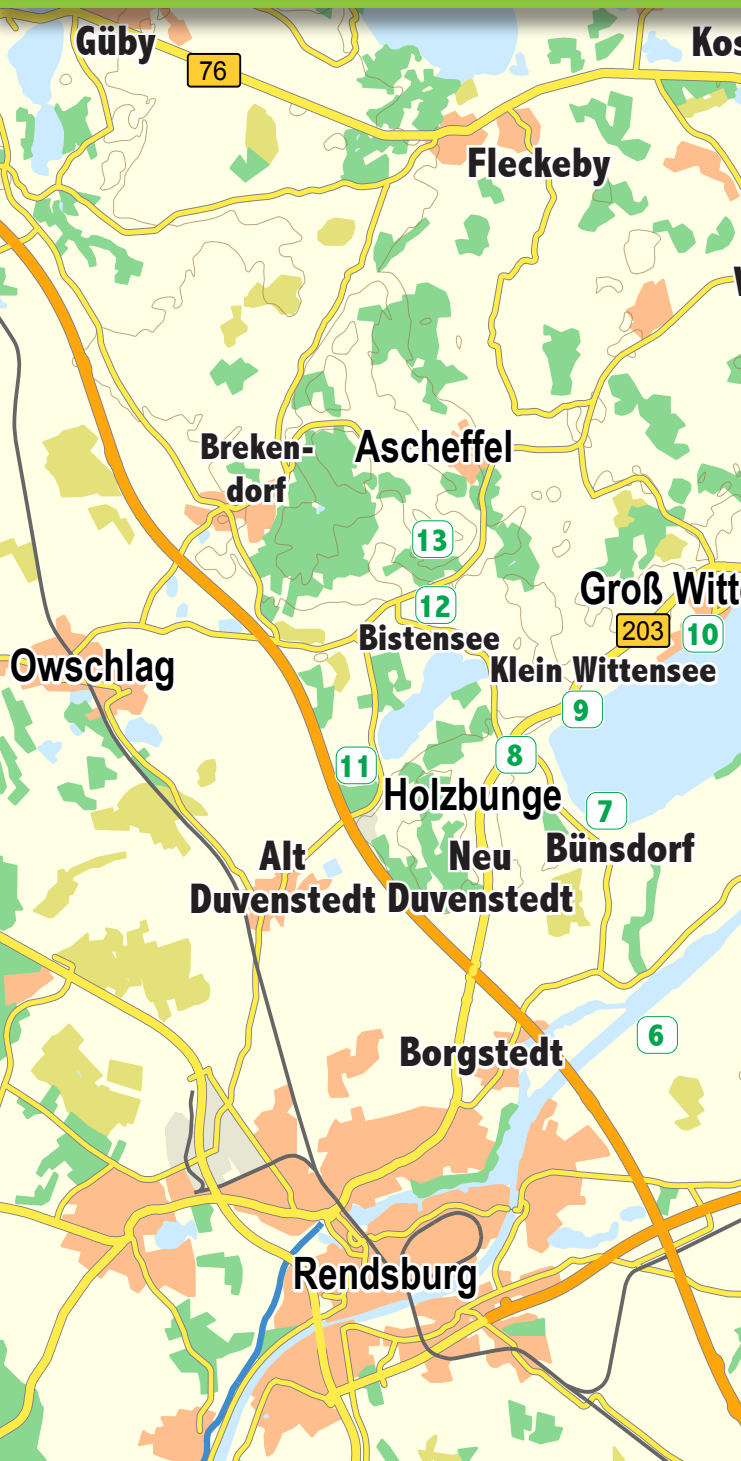 Güby
Kos
76
Fleckeby
Breken-
dorf
Ascheffel
13
12
Groß Witt
203
10
Bistensee
Klein Wittensee
Owschlag
9
8
11
Holzbunge
7
Alt
Duvenstedt
Neu
Duvenstedt
Bünsdorf
6
Borgstedt
Rendsburg